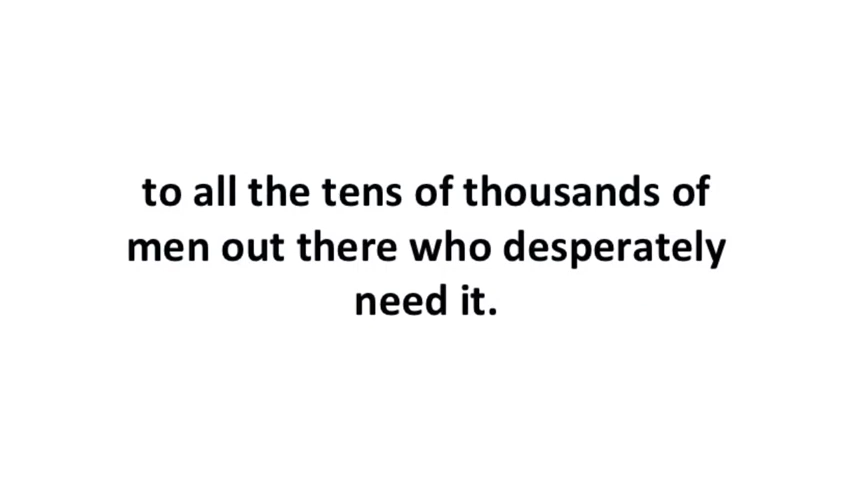 to all the tens of thousands of
men out there who desperately
need it.